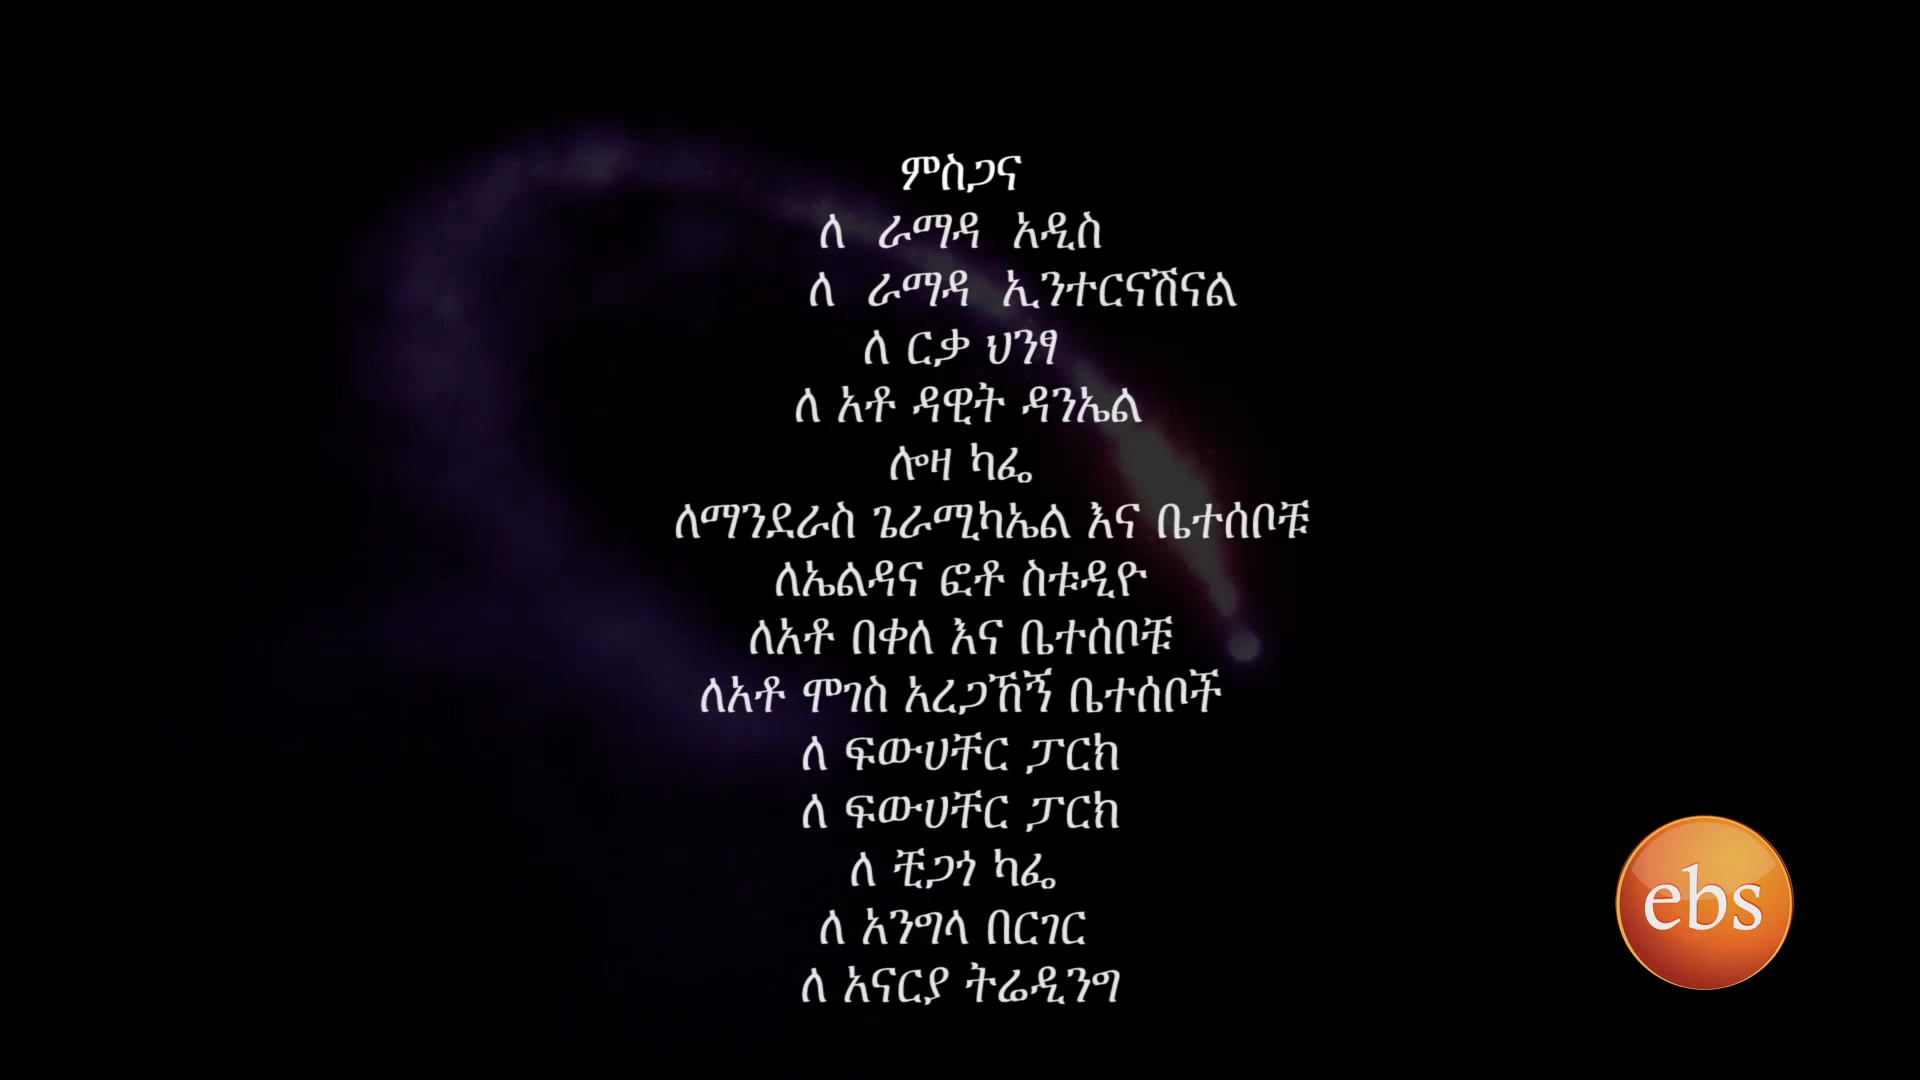 ምስጋና
ለ ራማዳ አዲስ
ለ ራማዳ ኢንተርናሽናል
ለ ርቃ ህንፃ
ለ አቶ ዳዊት ዳንኤል
ሎዛ ካፌ
ለማንደራስ ጌራሚካኤል እና ቤተሰቦቹ
ለኤልዳና ፎቶ ስቱዲዮ
ለአቶ በቀለ እና ቤተሰቦቹ
ለአቶ ሞገስ አረጋኸኝ ቤተሰቦች
ለ ፍውሀቸር ፓርክ
ለ ፍውሀቸር ፓርክ
ለ ቺጋጎ ካፌ
ለ አንግላ በርገር
ለ አናርያ ትሬዲንግ
ebs